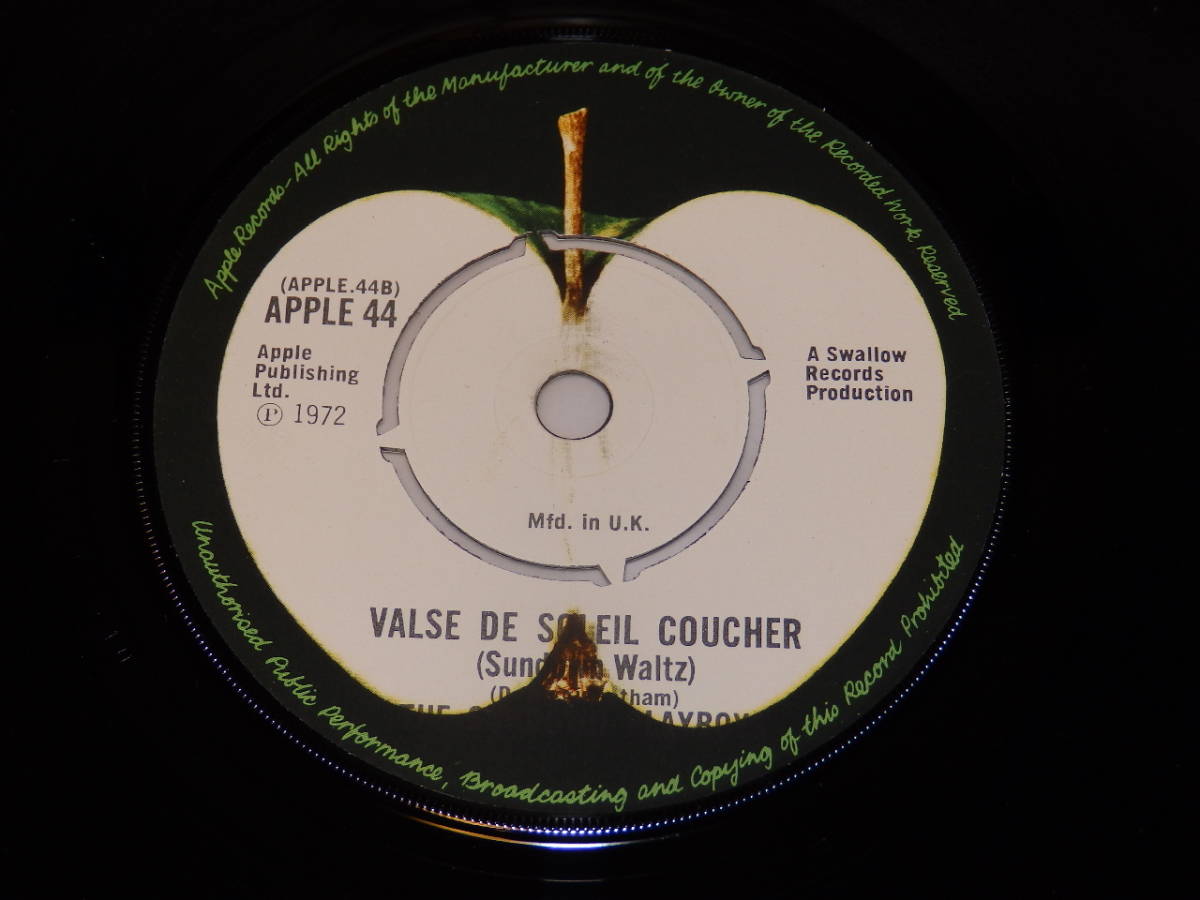 Apple Records-All Rights of the Manufacturer and of the Owner of the Recorded Work Reserved
(APPLE.44B)
APPLE 44
Apple
Publishing
Ltd.
Ⓟ 1972
A Swallow
Records
Production
Mfd. in U.K.
VALSE DE SOLEIL COUCHER
Waltz)
THE
Unauthorised Public Performance, Broadcasting and Copying of this Record Prohibited